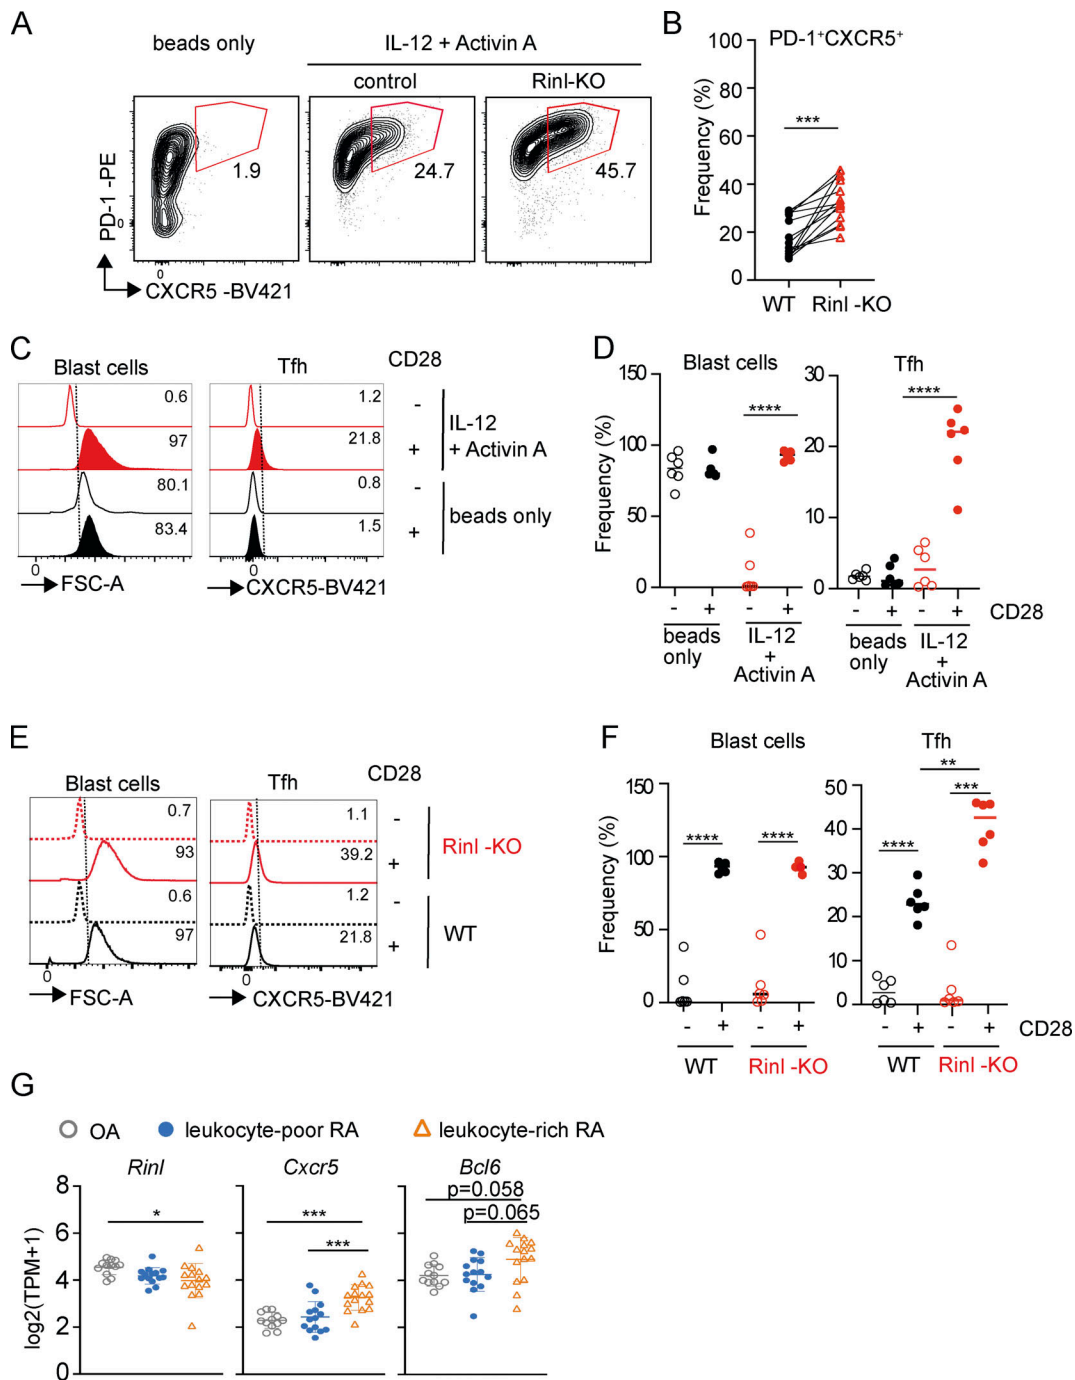 A
beads only
IL-12 + Activin A
control
Rinl-KO
PD-1 -PE
0
1.9
24.7
45.7
0
CXCR5 -BV421
B
PD-1+CXCR5+
Frequency (%)
100
80
60
40
20
0
***
WT
Rinl -KO
C
Blast cells
Tfh
CD28
0.6
1.2
-
97
21.8
+
IL-12
+ Activin A
80.1
0.8
-
83.4
1.5
+
beads only
0
0
FSC-A
CXCR5-BV421
D
Blast cells
Tfh
Frequency (%)
150
100
50
0
****
30
20
10
0
****
- + - +
- + - +
CD28
beads
only
IL-12
+
Activin A
beads
only
IL-12
+
Activin A
E
Blast cells
Tfh
CD28
0.7
1.1
-
93
39.2
+
Rinl -KO
0.6
1.2
-
97
21.8
+
WT
0
0
FSC-A
CXCR5-BV421
F
Blast cells
Tfh
Frequency (%)
150
100
50
0
****
****
50
40
30
20
10
0
**
***
****
- + - +
- + - +
CD28
WT
Rinl -KO
WT
Rinl -KO
G
OA
leukocyte-poor RA
leukocyte-rich RA
Rinl
Cxcr5
Bcl6
log2(TPM+1)
8
6
4
2
0
*
***
***
p=0.058
p=0.065